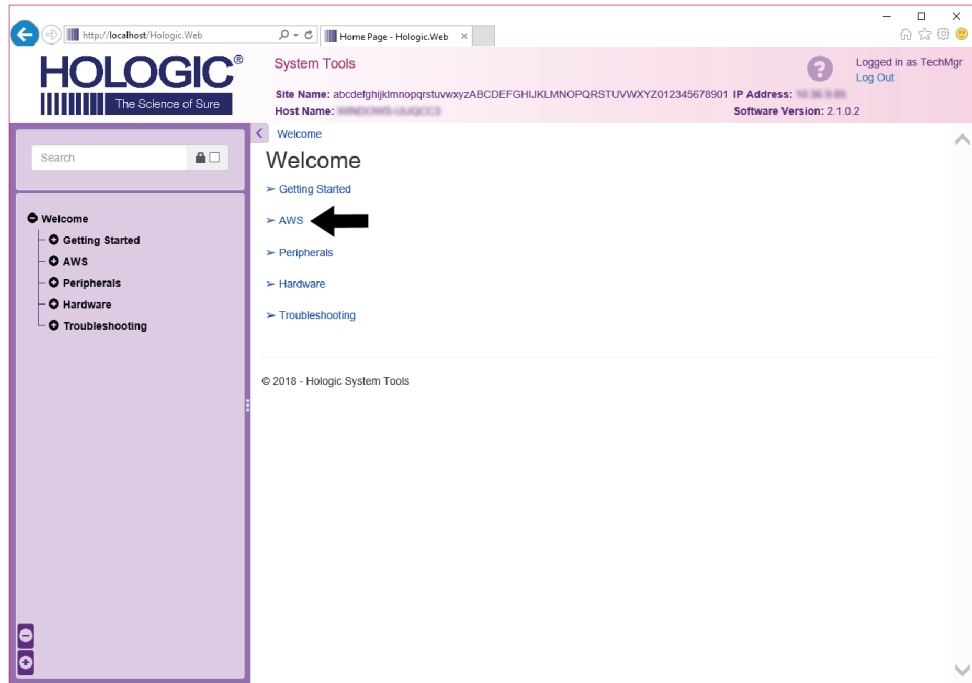 http://localhost/Hologic.Web
Home Page - Hologic.Web
HOLOGIC®
The Science of Sure
System Tools
Logged in as TechMgr
Log Out
Site Name: abcdefghijklmnopqrstuvwxyzABCDEFGHIJKLMNOPQRSTUVWXYZ012345678901 IP Address:
Host Name:
Software Version: 2.1.0.2
Search
Welcome
Getting Started
AWS
Peripherals
Hardware
Troubleshooting
Welcome
Welcome
➢ Getting Started
➢ AWS
➢ Peripherals
➢ Hardware
➢ Troubleshooting
© 2018 - Hologic System Tools